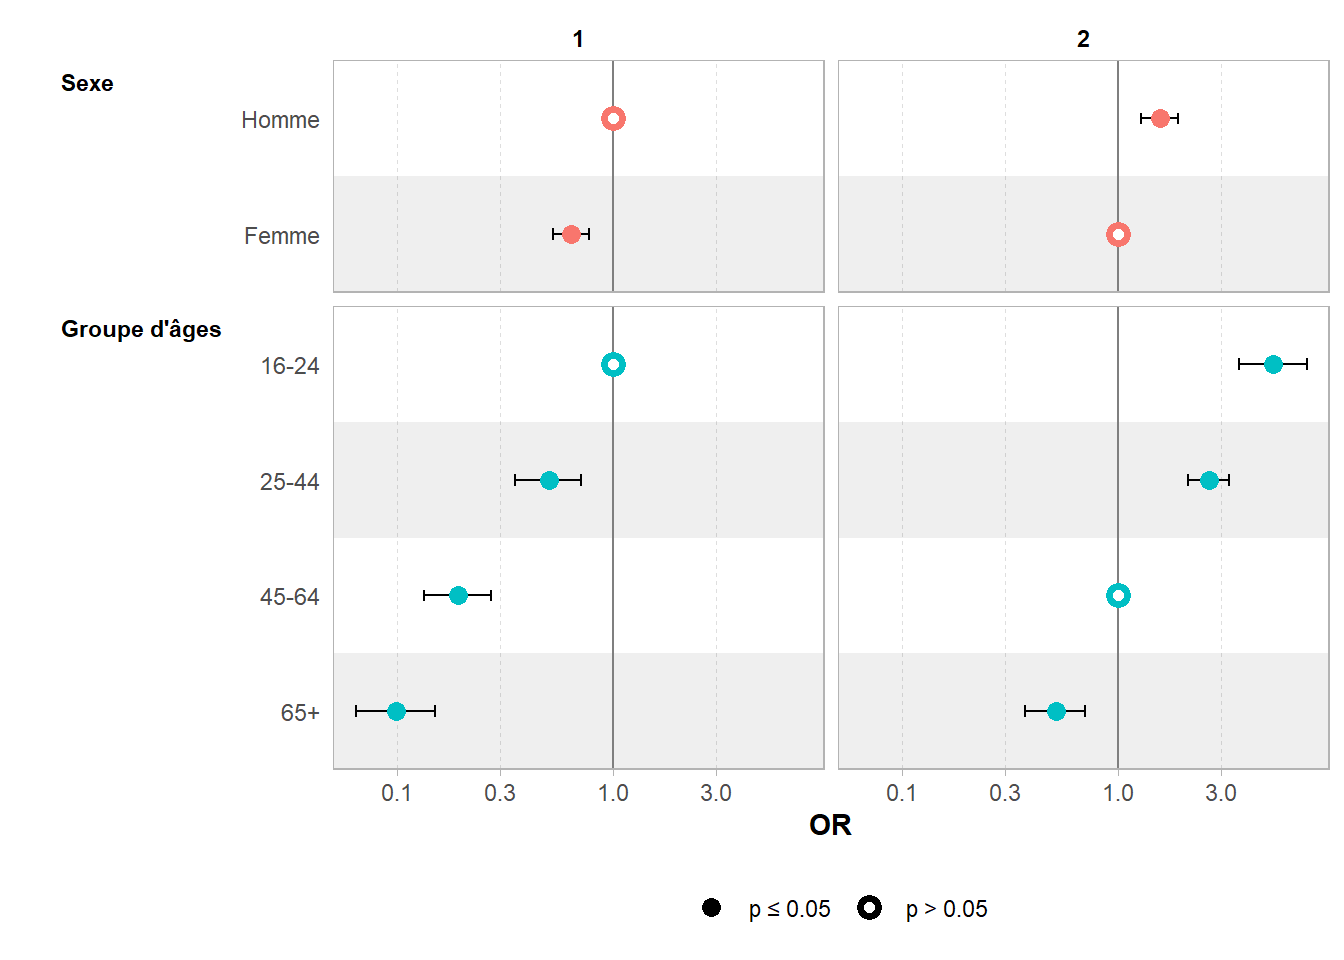 1 2
Sexe
Homme
Femme
Groupe d'âges
16-24
25-44
45-64
65+
0.1 0.3 1.0 3.0 0.1 0.3 1.0 3.0
OR
p ≤ 0.05 p > 0.05